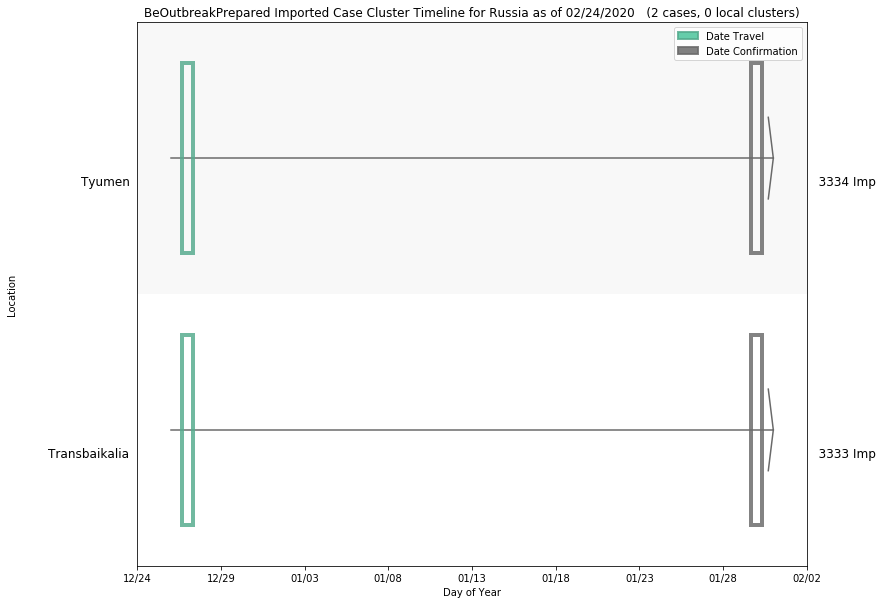 BeOutbreakPrepared Imported Case Cluster Timeline for Russia as of 02/24/2020   (2 cases, 0 local clusters)
Date Travel
Date Confirmation
Tyumen
3334 Imp
Location
Transbaikalia
3333 Imp
12/24 12/29 01/03 01/08 01/13 01/18 01/23 01/28 02/02
Day of Year